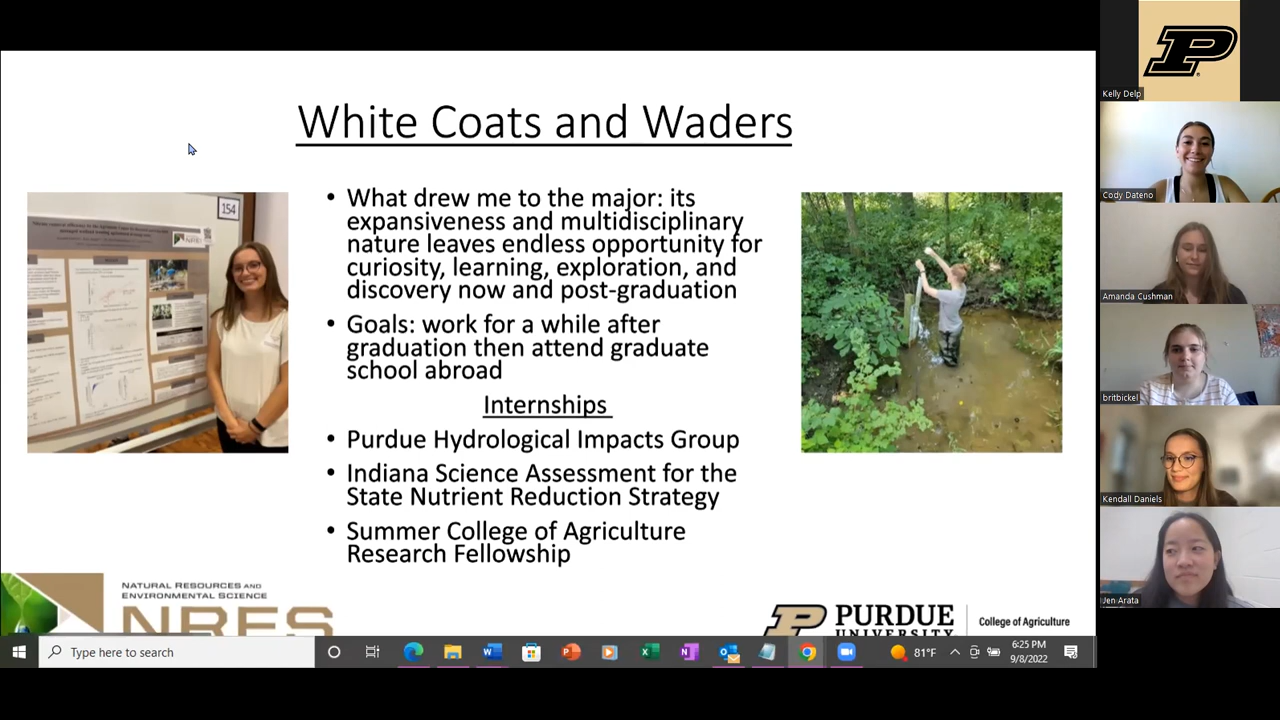 White Coats and Waders
154
NRES
• What drew me to the major: its
expansiveness and multidisciplinary
nature leaves endless opportunity for
curiosity, learning, exploration, and
discovery now and post-graduation
• Goals: work for a while after
graduation then attend graduate
school abroad
Internships
• Purdue Hydrological Impacts Group
• Indiana Science Assessment for the
State Nutrient Reduction Strategy
• Summer College of Agriculture
Research Fellowship
NATURAL RESOURCES AND
ENVIRONMENTAL SCIENCE
NRES
P
PURDUE
UNIVERSITY
College of Agriculture
Type here to search
81°F
6:25 PM
9/8/2022
P
Kelly Delp
Cody Dateno
Amanda Cushman
britbickel
Kendall Daniels
Jen Arata